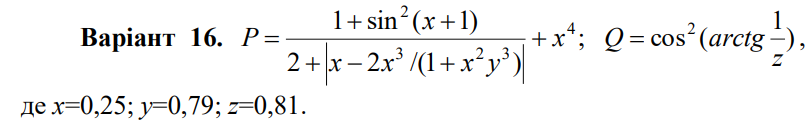 Варіант 16. P = (1 + sin²(x + 1)) / (2 + |x − 2x³ /(1 + x²y³)|) + x⁴; Q = cos²(arctg 1/z),
де x=0,25; y=0,79; z=0,81.